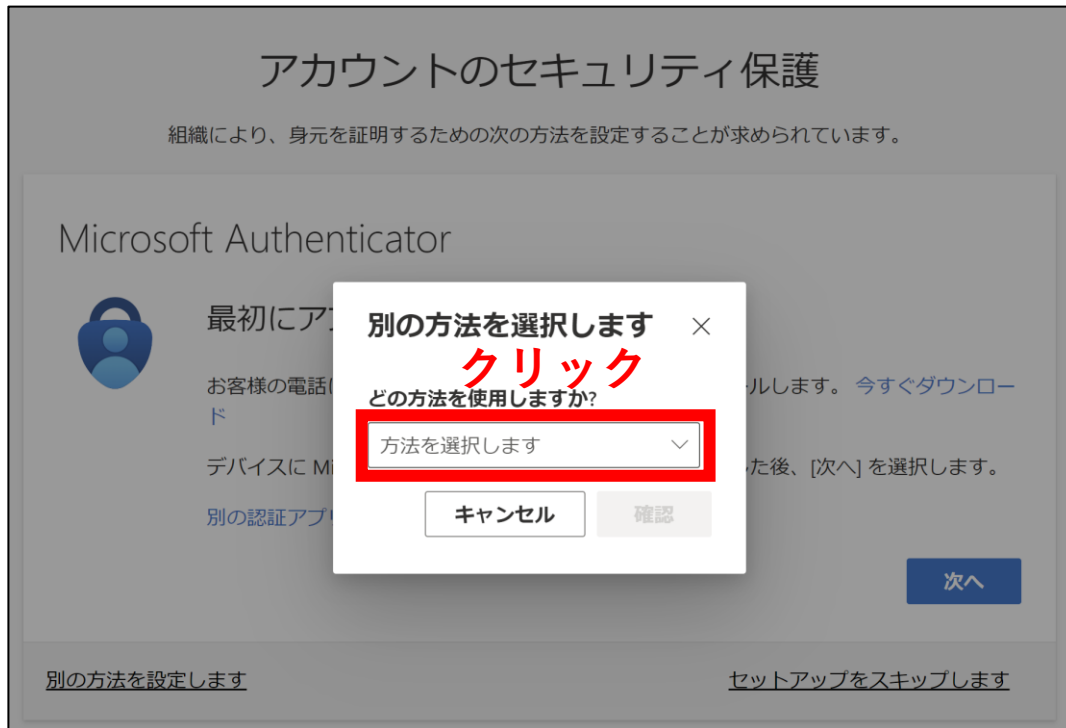 アカウントのセキュリティ保護
組織により、身元を証明するための次の方法を設定することが求められています。
Microsoft Authenticator
最初にア
別の方法を選択します
クリック
お客様の電話
ルします。 今すぐダウンロー
ド
どの方法を使用しますか?
方法を選択します
デバイスに Mi
た後、[次へ] を選択します。
別の認証アプ
キャンセル
確認
次へ
別の方法を設定します
セットアップをスキップします